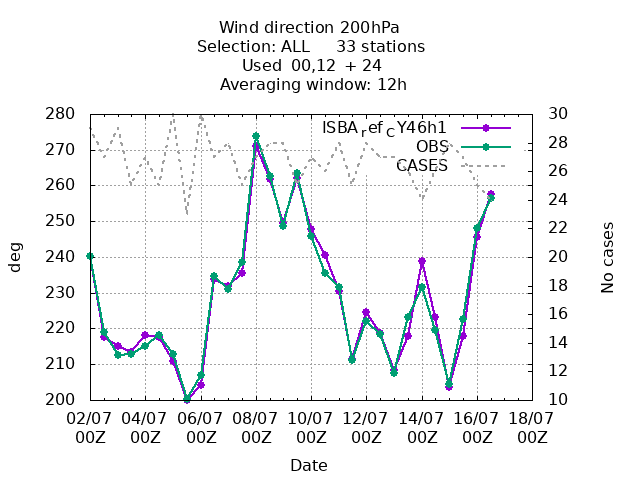 Wind direction 200hPa
Selection: ALL 33 stations
Used 00,12 + 24
Averaging window: 12h
280 30
ISBA_ref_CY46h1
270 28
OBS
260 26
CASES
250 24
240 22
230 20
220 18
210 16
200 14
12
10
deg
No cases
02/07 04/07 06/07 08/07 10/07 12/07 14/07 16/07 18/07
00Z 00Z 00Z 00Z 00Z 00Z 00Z 00Z 00Z
Date